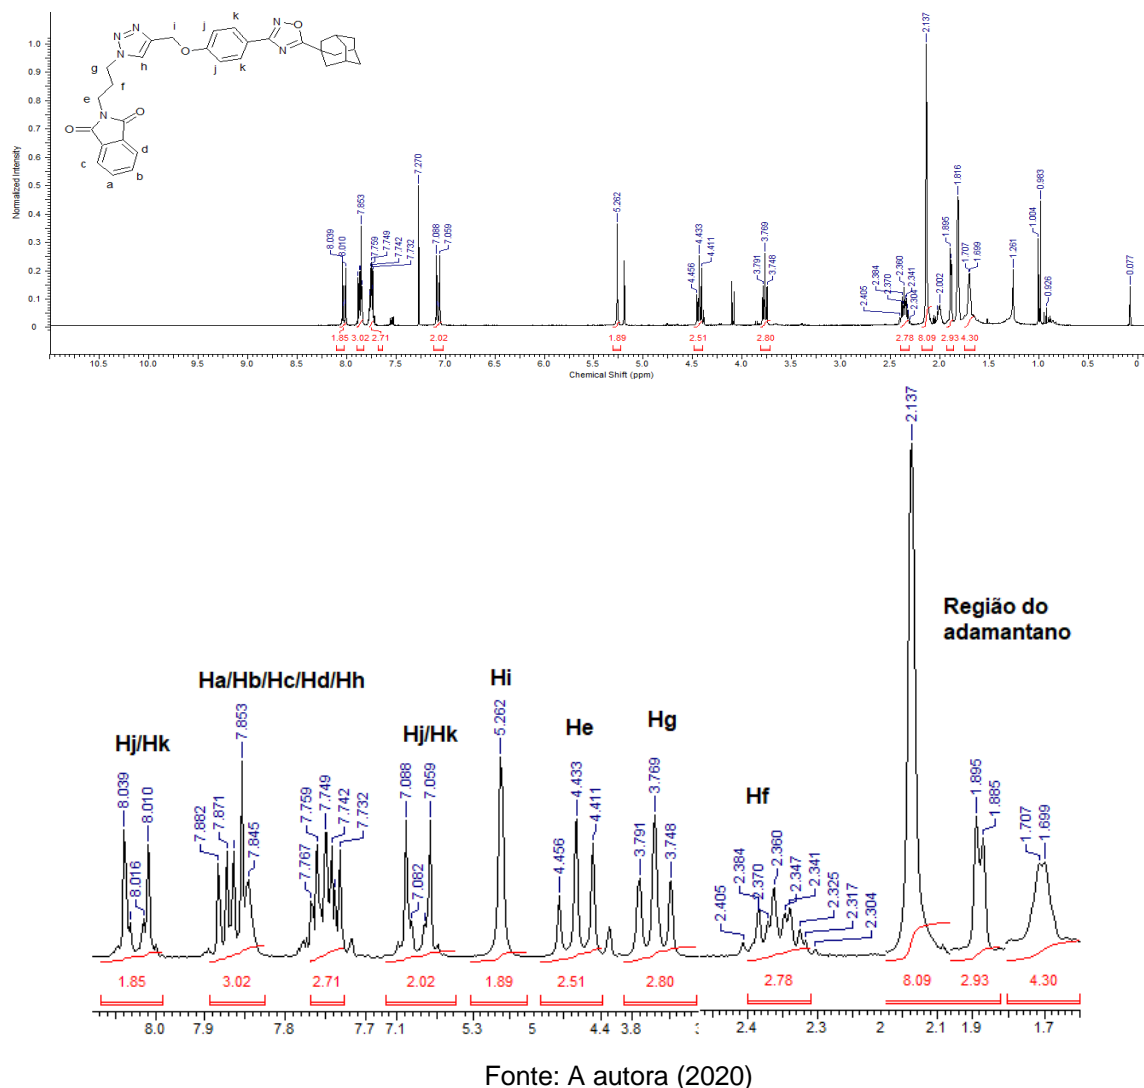 k
i j N O
N N N
N O N
h j k
g
f
e
O N O
c d
a b
Normalized Intensity
1.0
0.9
0.8
0.7
0.6
0.5
0.4
0.3
0.2
0.1
0
8.039 8.010 7.853 7.759 7.749 7.742 7.732 7.270 7.088 7.059 5.262 4.456 4.433 4.411 3.791 3.769 3.748 2.405 2.384 2.370 2.360 2.341 2.304 2.137 2.002 1.895 1.816 1.707 1.699 1.261 1.004 0.983 0.926 0.077
1.85 3.02 2.71 2.02 1.89 2.51 2.80 2.78 8.09 2.93 4.30
10.0 9.5 9.0 8.5 8.0 7.5 7.0 6.5 6.0 5.5 5.0 4.5 4.0 3.5 3.0 2.5 2.0 1.5 1.0 0.5 0
Chemical Shift (ppm)
Região do
adamantano
Ha/Hb/Hc/Hd/Hh
Hi
Hj/Hk Hj/Hk He Hg
Hf
8.039 8.016 8.010 7.882 7.871 7.853 7.845 7.767 7.759 7.749 7.742 7.732 7.088 7.082 7.059 5.262 4.456 4.433 4.411 3.791 3.769 3.748 2.405 2.384 2.370 2.360 2.347 2.341 2.325 2.317 2.304 2.137 1.895 1.885 1.707 1.699
1.85 3.02 2.71 2.02 1.89 2.51 2.80 2.78 8.09 2.93 4.30
8.0 7.9 7.8 7.7 7.1 5.3 5 4.4 3.8 2.4 2.3 2 2.1 1.9 1.7
Fonte: A autora (2020)